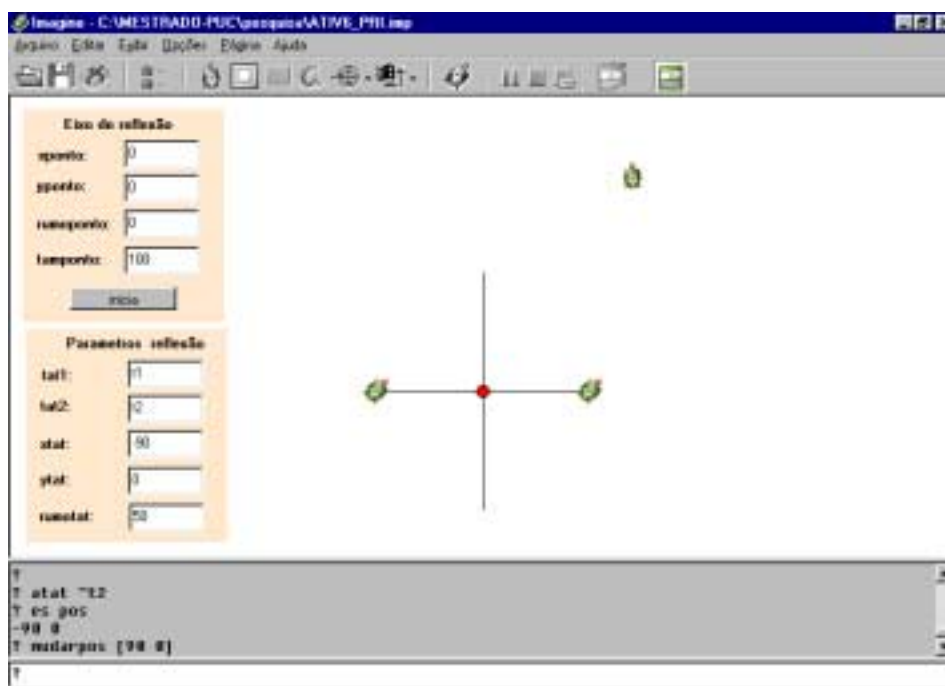 Imagine - C:\MESTRADO-PUC\pesquisa\ATIV6_PRI.imp
Arquivo Editar Exibir Opções Página Ajuda
Eixo de reflexão
xponto: 0
yponto: 0
rumoponto: 0
tamponto: 100
inicio
Parametros reflexão
tat1: t1
tat2: t2
xtat: -90
ytat: 0
rumotat: 50
?
? atat "t2
? es pos
-90 0
? mudarpos [90 0]
?